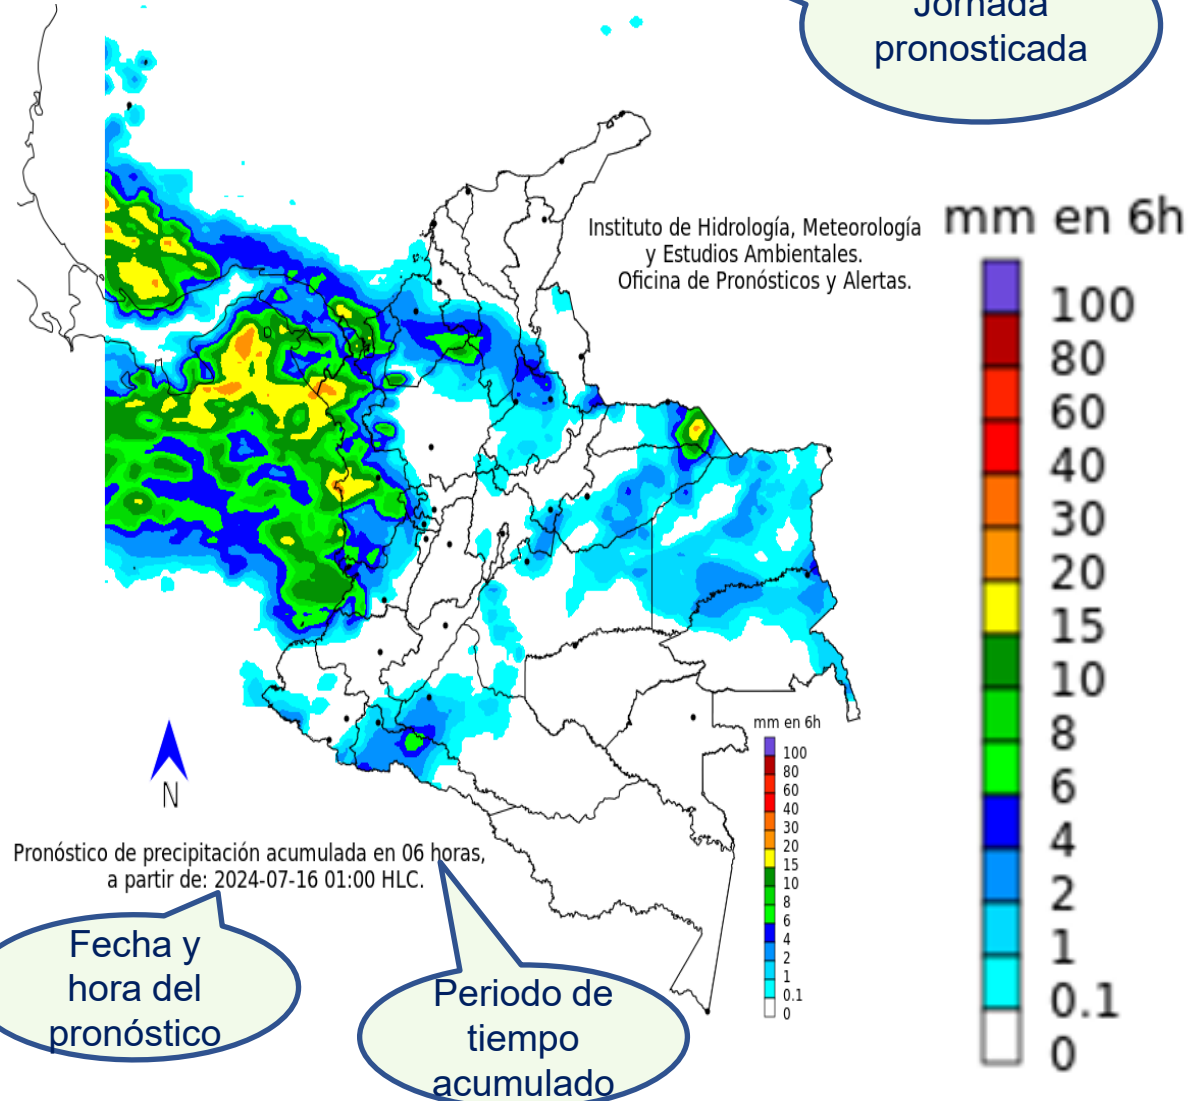 Jornada
pronosticada
Instituto de Hidrología, Meteorología
y Estudios Ambientales.
Oficina de Pronósticos y Alertas.
mm en 6h
100
80
60
40
30
20
15
10
8
6
4
2
1
0.1
0
mm en 6h
100
80
60
40
30
20
15
10
8
6
4
2
1
0.1
0
N
Pronóstico de precipitación acumulada en 06 horas,
a partir de: 2024-07-16 01:00 HLC.
Fecha y
hora del
pronóstico
Periodo de
tiempo
acumulado